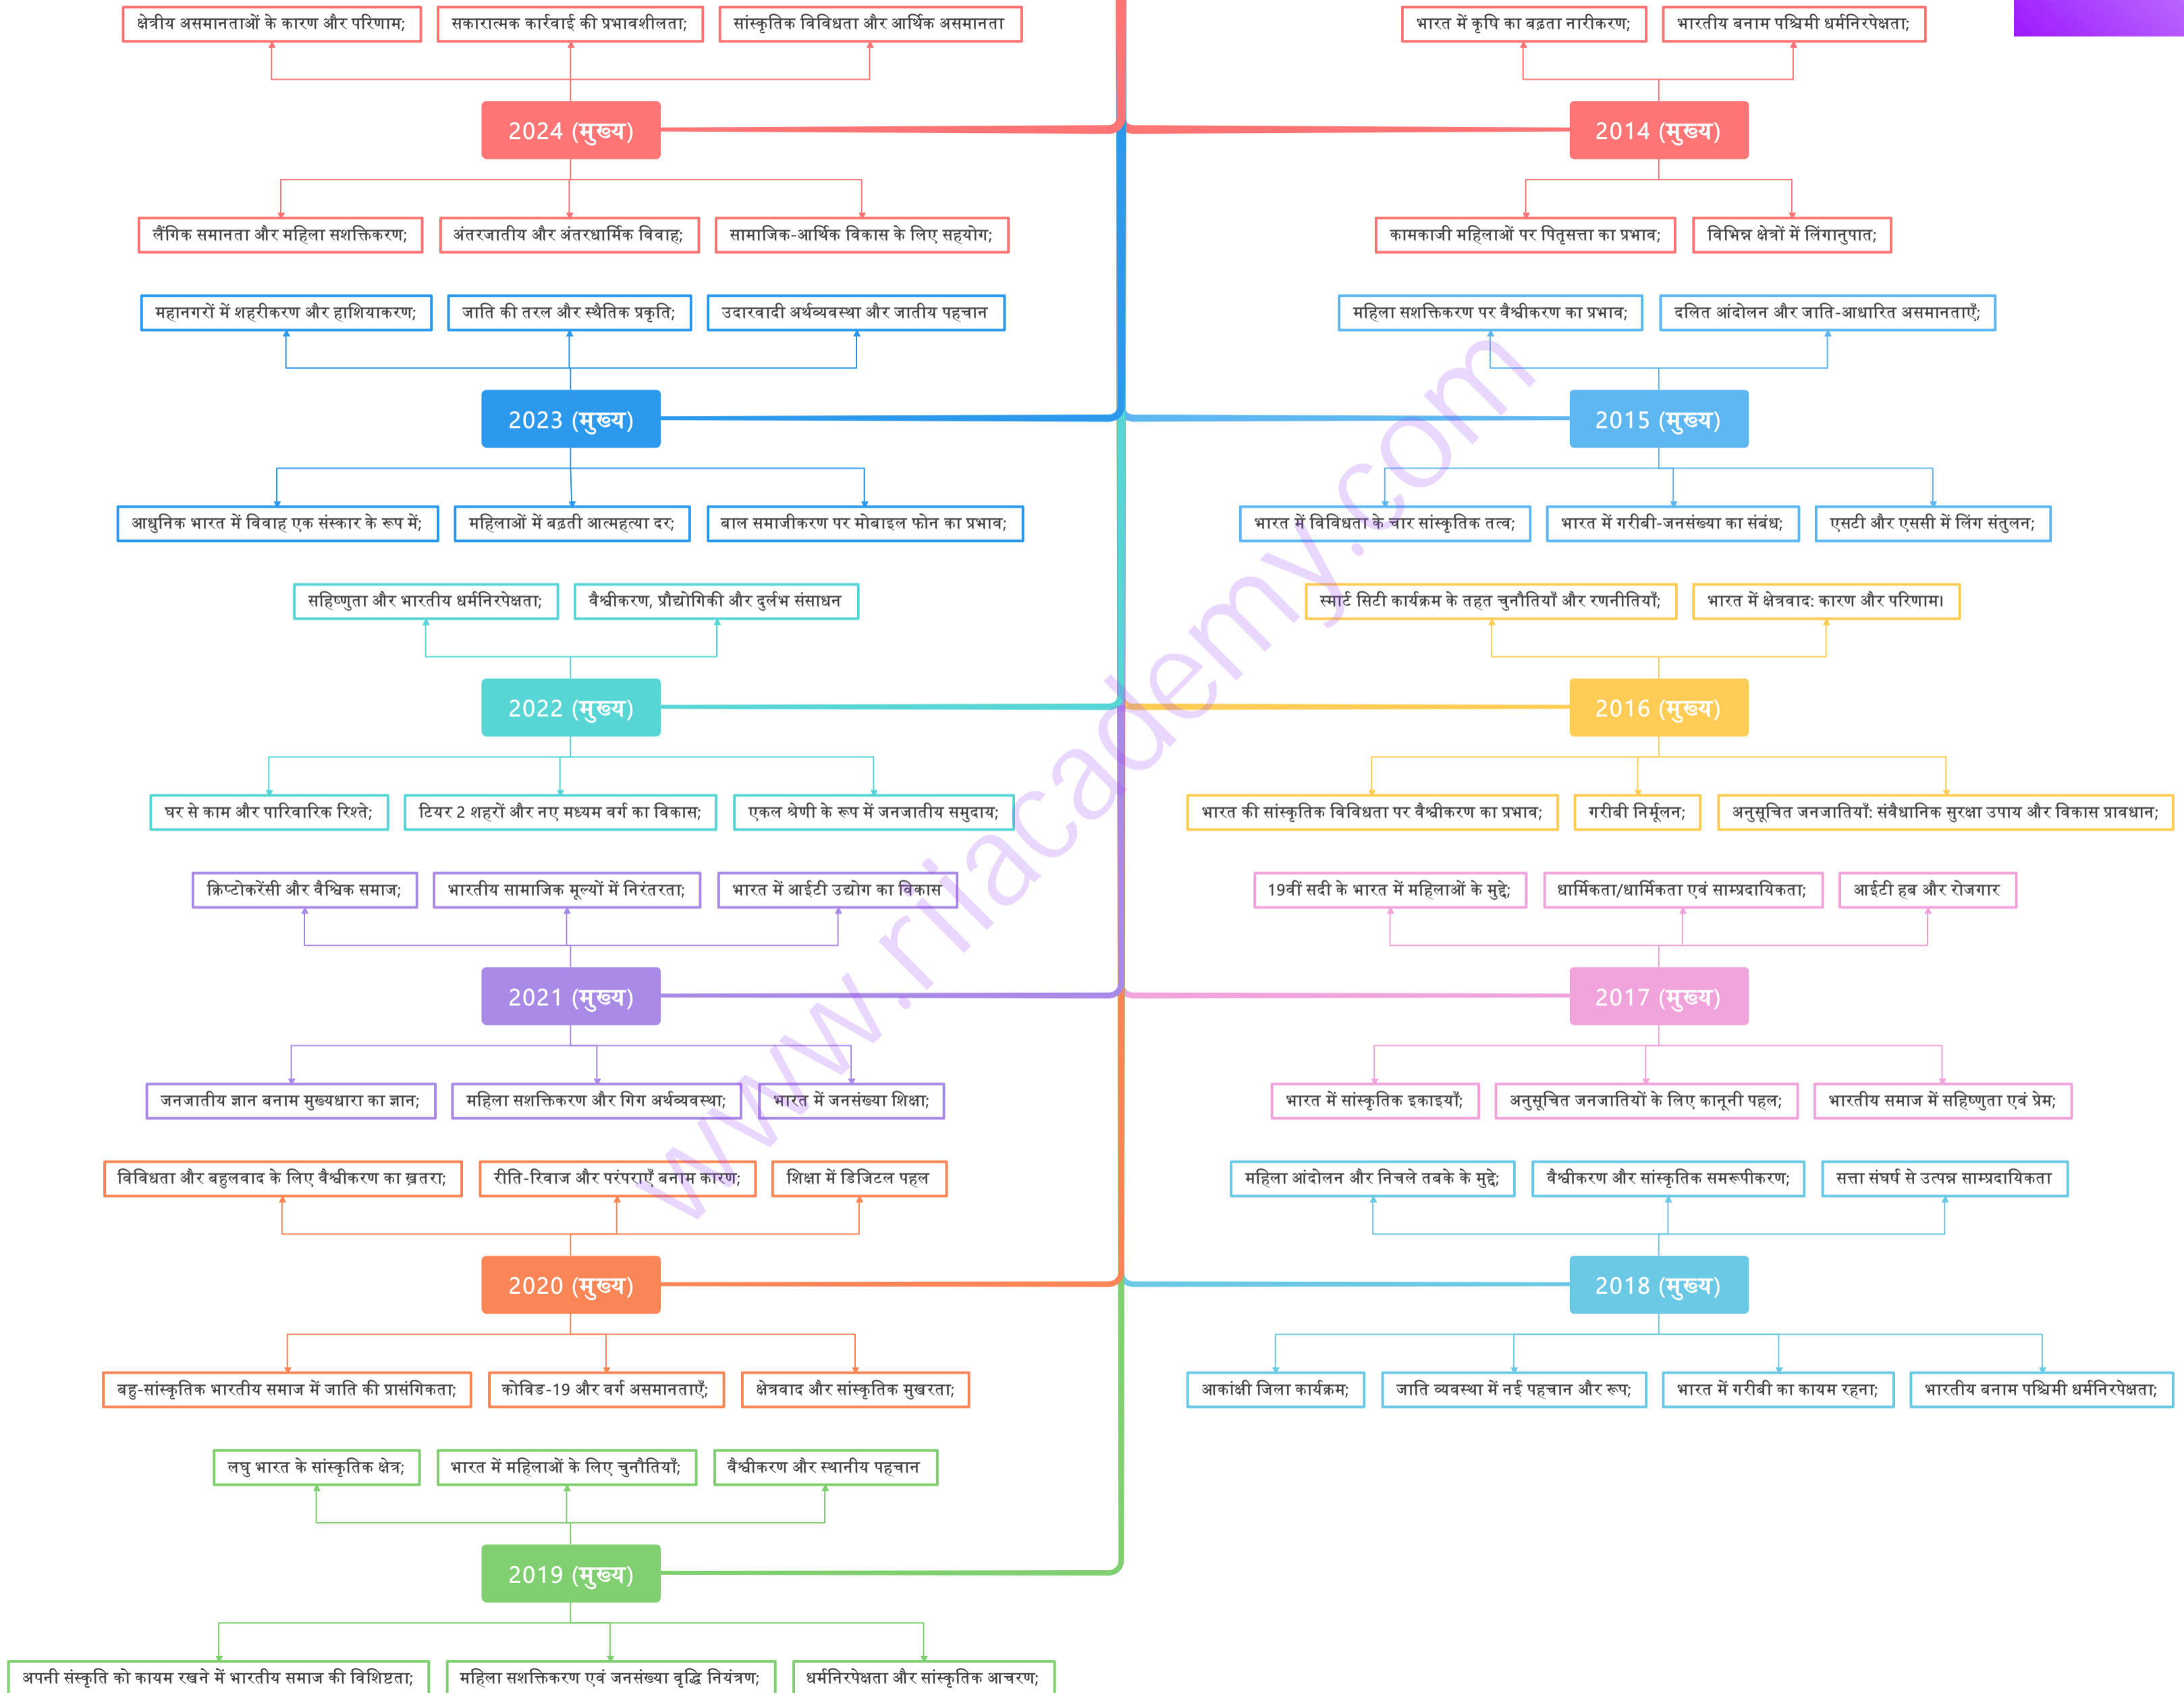 क्षेत्रीय असमानताओं के कारण और परिणाम;
सकारात्मक कार्रवाई की प्रभावशीलता;
सांस्कृतिक विविधता और आर्थिक असमानता
2024 (मुख्य)
लैंगिक समानता और महिला सशक्तिकरण;
अंतरजातीय और अंतरधार्मिक विवाह;
सामाजिक-आर्थिक विकास के लिए सहयोग;
महानगरों में शहरीकरण और हाशियाकरण;
जाति की तरल और स्थैतिक प्रकृति;
उदारवादी अर्थव्यवस्था और जातीय पहचान
2023 (मुख्य)
आधुनिक भारत में विवाह एक संस्कार के रूप में;
महिलाओं में बढ़ती आत्महत्या दर;
बाल समाजीकरण पर मोबाइल फोन का प्रभाव;
सहिष्णुता और भारतीय धर्मनिरपेक्षता;
वैश्वीकरण, प्रौद्योगिकी और दुर्लभ संसाधन
2022 (मुख्य)
घर से काम और पारिवारिक रिश्ते;
टियर 2 शहरों और नए मध्यम वर्ग का विकास;
एकल श्रेणी के रूप में जनजातीय समुदाय;
क्रिप्टोकरेंसी और वैश्विक समाज;
भारतीय सामाजिक मूल्यों में निरंतरता;
भारत में आईटी उद्योग का विकास
2021 (मुख्य)
जनजातीय ज्ञान बनाम मुख्यधारा का ज्ञान;
महिला सशक्तिकरण और गिग अर्थव्यवस्था;
भारत में जनसंख्या शिक्षा;
विविधता और बहुलवाद के लिए वैश्वीकरण का ख़तरा;
रीति-रिवाज और परंपराएँ बनाम कारण;
शिक्षा में डिजिटल पहल
2020 (मुख्य)
बहु-सांस्कृतिक भारतीय समाज में जाति की प्रासंगिकता;
कोविड-19 और वर्ग असमानताएँ;
क्षेत्रवाद और सांस्कृतिक मुखरता;
लघु भारत के सांस्कृतिक क्षेत्र;
भारत में महिलाओं के लिए चुनौतियाँ;
वैश्वीकरण और स्थानीय पहचान
2019 (मुख्य)
अपनी संस्कृति को कायम रखने में भारतीय समाज की विशिष्टता;
महिला सशक्तिकरण एवं जनसंख्या वृद्धि नियंत्रण;
धर्मनिरपेक्षता और सांस्कृतिक आचरण;
भारत में कृषि का बढ़ता नारीकरण;
भारतीय बनाम पश्चिमी धर्मनिरपेक्षता;
2014 (मुख्य)
कामकाजी महिलाओं पर पितृसत्ता का प्रभाव;
विभिन्न क्षेत्रों में लिंगानुपात;
महिला सशक्तिकरण पर वैश्वीकरण का प्रभाव;
दलित आंदोलन और जाति-आधारित असमानताएँ;
2015 (मुख्य)
भारत में विविधता के चार सांस्कृतिक तत्व;
भारत में गरीबी-जनसंख्या का संबंध;
एसटी और एससी में लिंग संतुलन;
स्मार्ट सिटी कार्यक्रम के तहत चुनौतियाँ और रणनीतियाँ;
भारत में क्षेत्रवाद: कारण और परिणाम।
2016 (मुख्य)
भारत की सांस्कृतिक विविधता पर वैश्वीकरण का प्रभाव;
गरीबी निर्मूलन;
अनुसूचित जनजातियाँ: संवैधानिक सुरक्षा उपाय और विकास प्रावधान;
19वीं सदी के भारत में महिलाओं के मुद्दे;
धार्मिकता/धार्मिकता एवं साम्प्रदायिकता;
आईटी हब और रोजगार
2017 (मुख्य)
भारत में सांस्कृतिक इकाइयाँ;
अनुसूचित जनजातियों के लिए कानूनी पहल;
भारतीय समाज में सहिष्णुता एवं प्रेम;
महिला आंदोलन और निचले तबके के मुद्दे;
वैश्वीकरण और सांस्कृतिक समरूपीकरण;
सत्ता संघर्ष से उत्पन्न साम्प्रदायिकता
2018 (मुख्य)
आकांक्षी जिला कार्यक्रम;
जाति व्यवस्था में नई पहचान और रूप;
भारत में गरीबी का कायम रहना;
भारतीय बनाम पश्चिमी धर्मनिरपेक्षता;
www.riiacademy.com